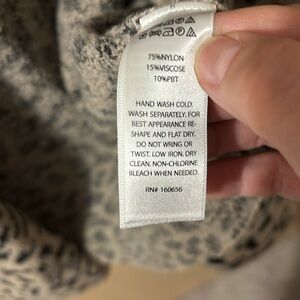 75%NYLON
15%VISCOSE
10%PBT
HAND WASH COLD.
WASH SEPARATELY. FOR
BEST APPEARANCE RE-
SHAPE AND FLAT DRY.
DO NOT WRING OR
TWIST. LOW IRON. DRY
CLEAN. NON-CHLORINE
BLEACH WHEN NEEDED.
RN# 160656